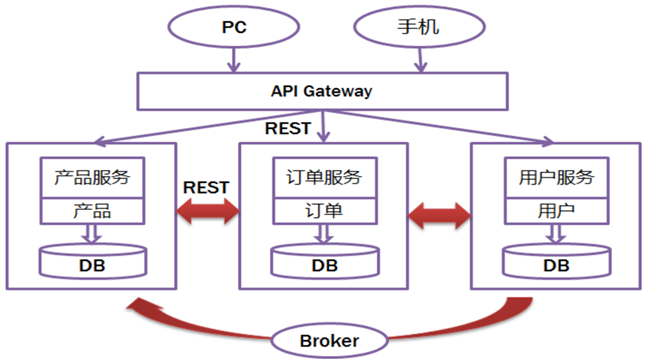 PC
手机
API Gateway
REST
产品服务
产品
DB
REST
订单服务
订单
DB
用户服务
用户
DB
Broker